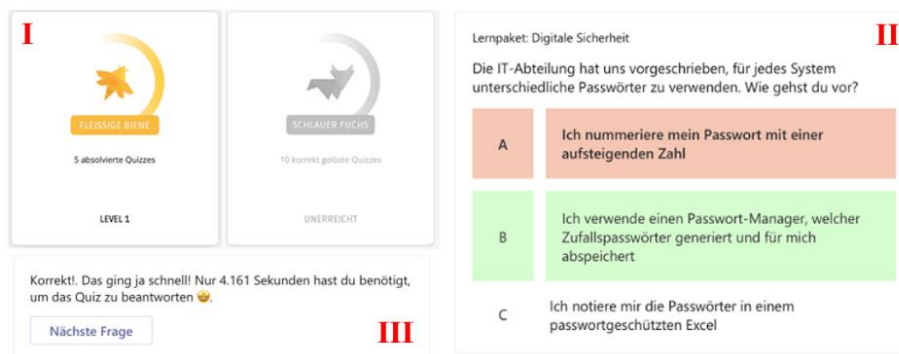 I
FLEISSIGE BIENE
5 absolvierte Quizzes
LEVEL 1
SCHLAUER FUCHS
10 korrekt gelöste Quizzes
UNERREICHT
II
Lernpaket: Digitale Sicherheit
Die IT-Abteilung hat uns vorgeschrieben, für jedes System
unterschiedliche Passwörter zu verwenden. Wie gehst du vor?
A
Ich nummeriere mein Passwort mit einer
aufsteigenden Zahl
B
Ich verwende einen Passwort-Manager, welcher
Zufallspasswörter generiert und für mich
abspeichert
C
Ich notiere mir die Passwörter in einem
passwortgeschützten Excel
Korrekt!. Das ging ja schnell! Nur 4.161 Sekunden hast du benötigt,
um das Quiz zu beantworten 🤩.
Nächste Frage
III